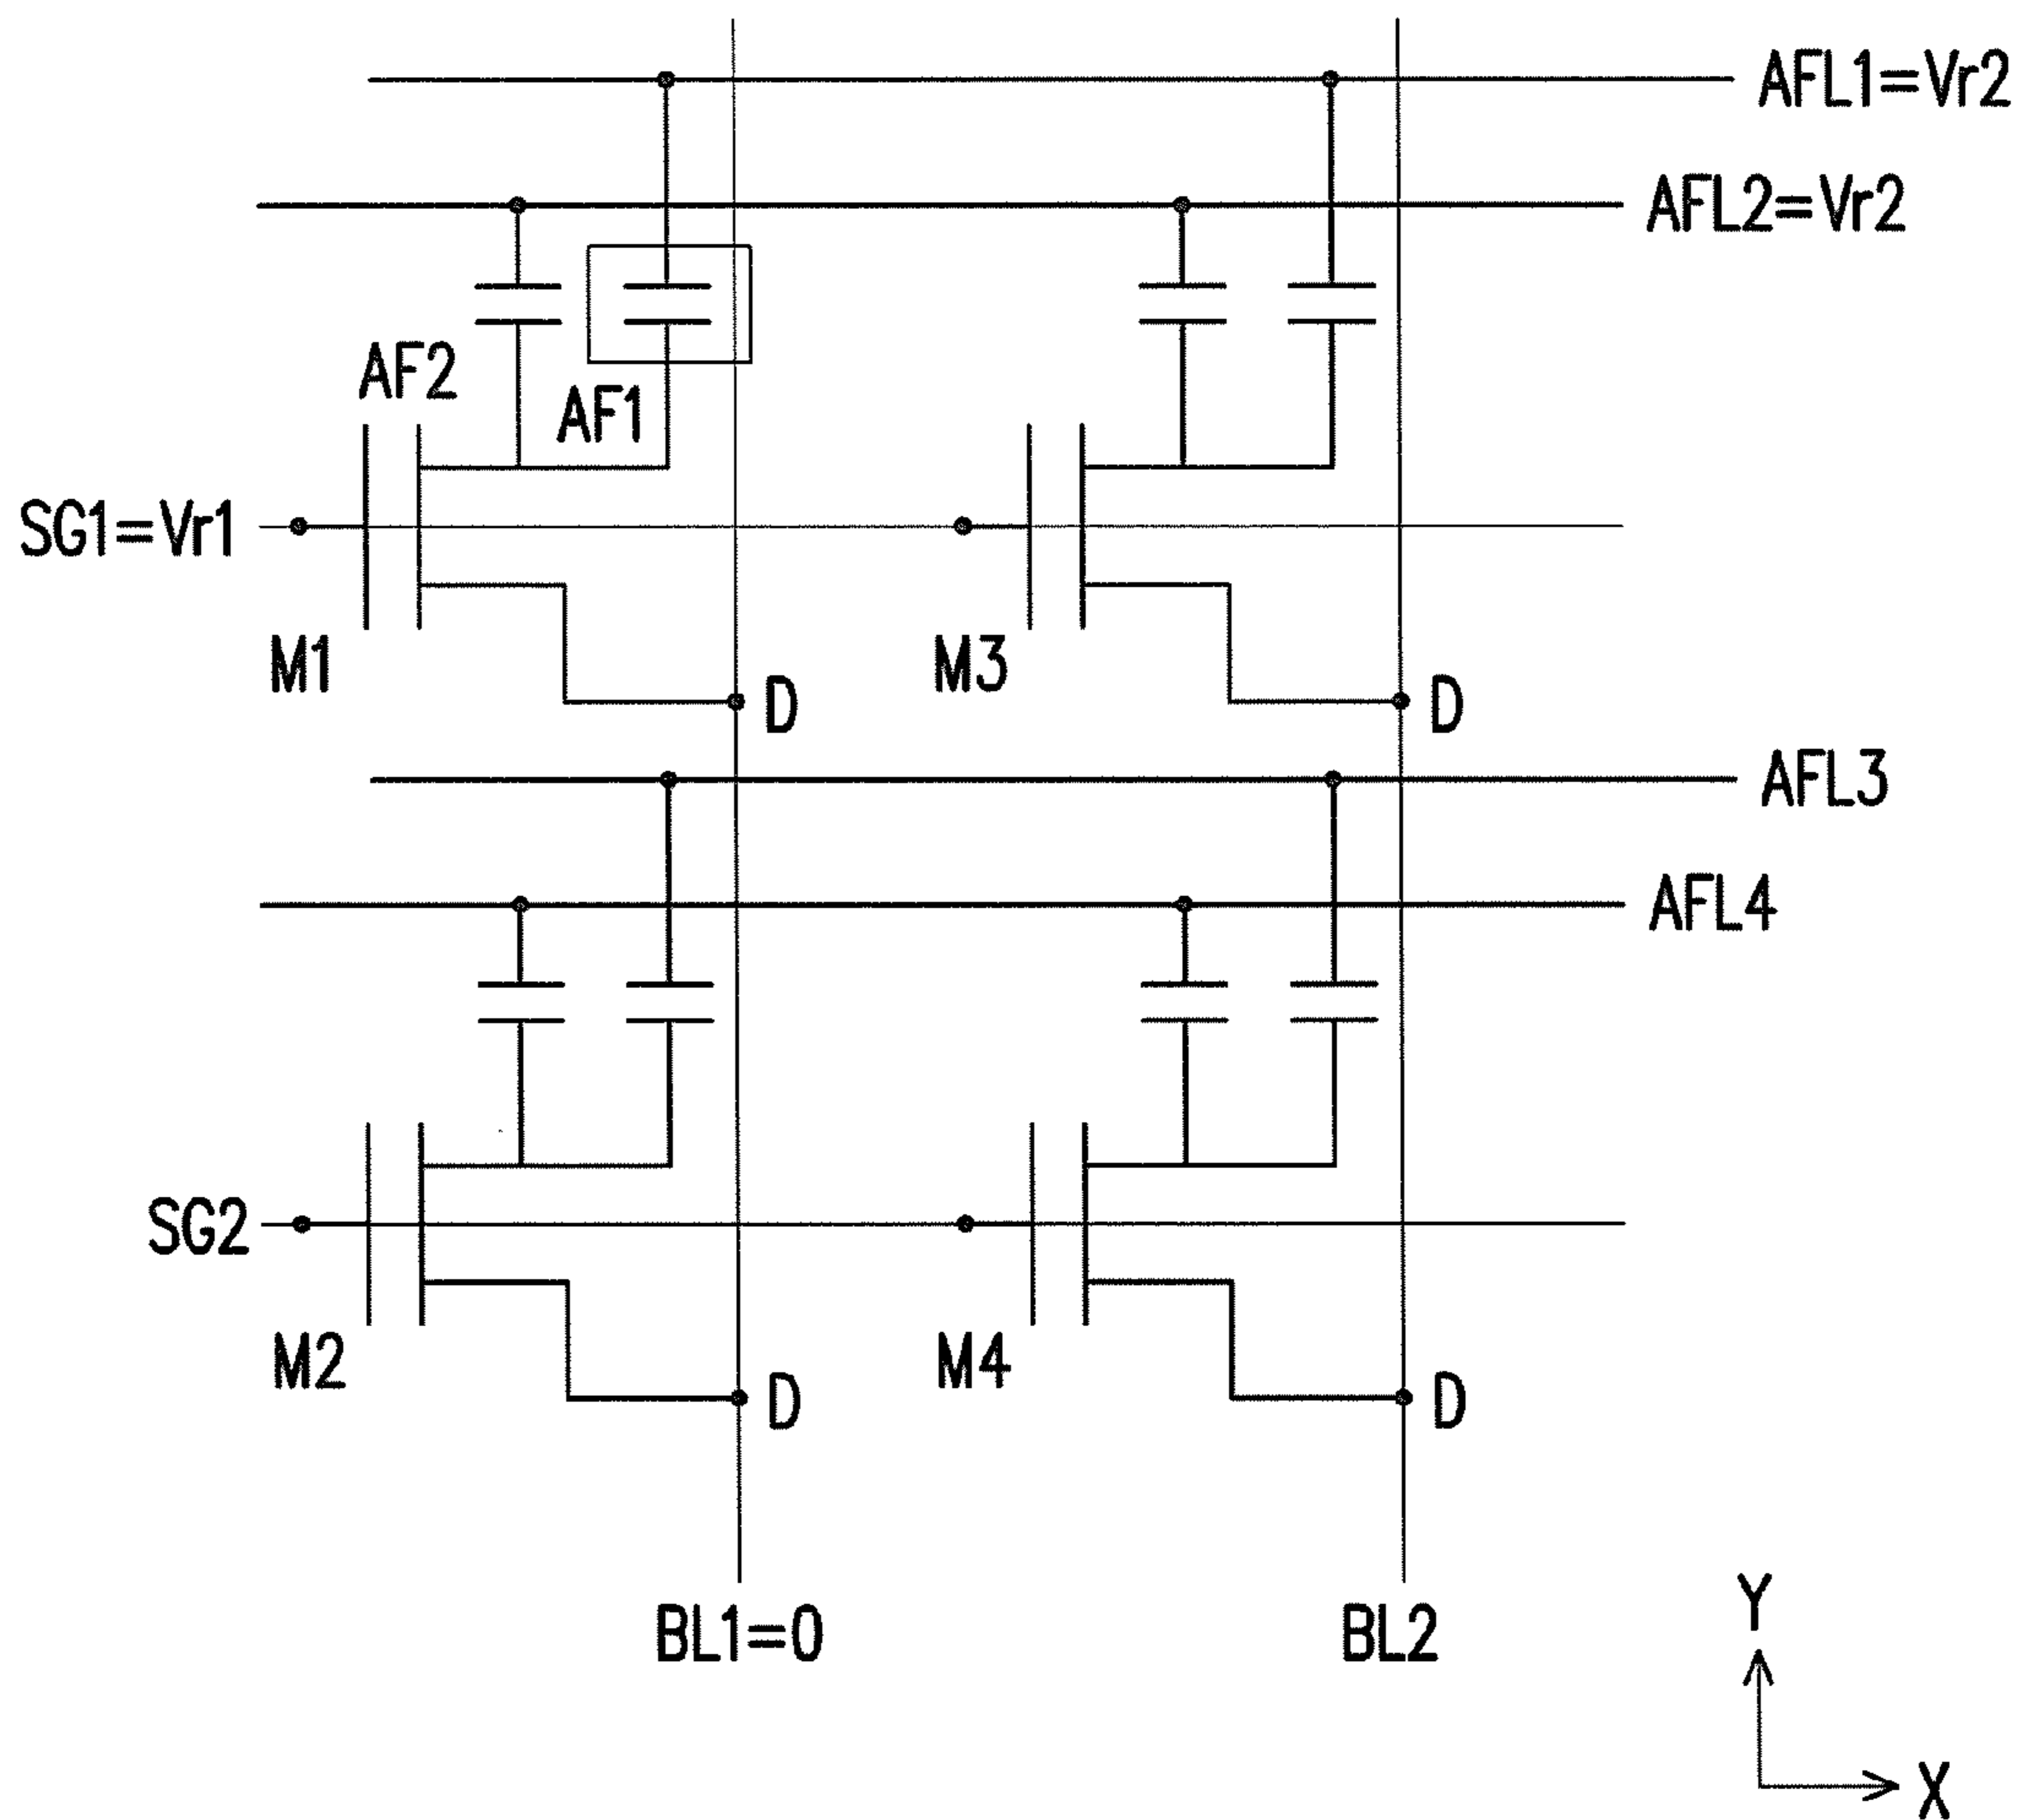 AFL1=Vr2
AFL2=Vr2
AF2
AF1
SG1=Vr1
M1
M3
D
D
AFL3
AFL4
SG2
M2
M4
D
D
BL1=0
BL2
Y
X